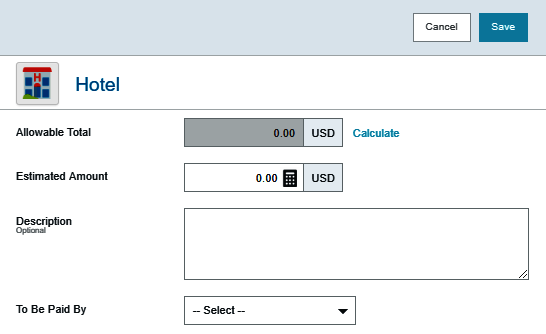 Cancel Save
H
Hotel
Allowable Total 0.00 USD Calculate
Estimated Amount 0.00 USD
Description
Optional
To Be Paid By -- Select --